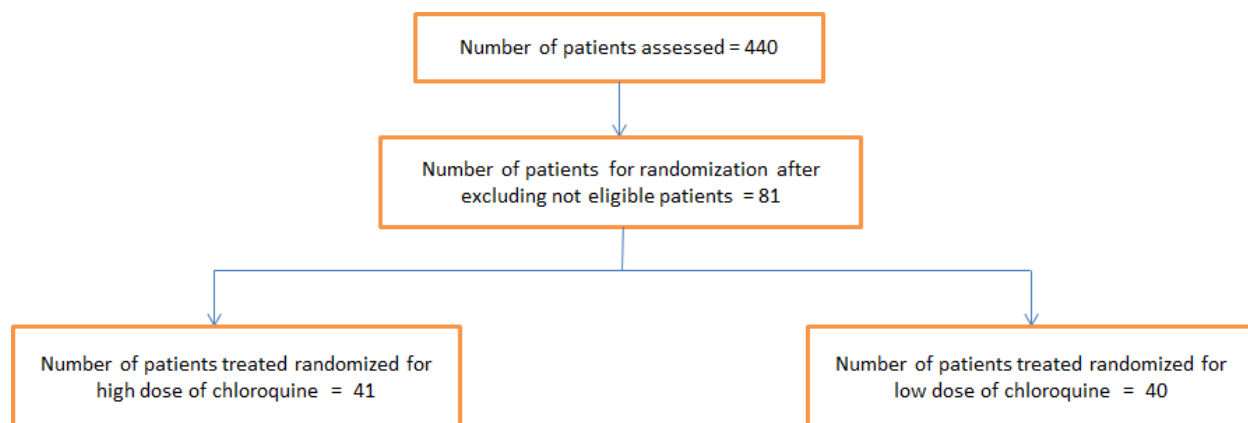 Number of patients assessed = 440
Number of patients for randomization after
excluding not eligible patients = 81
Number of patients treated randomized for
high dose of chloroquine = 41
Number of patients treated randomized for
low dose of chloroquine = 40